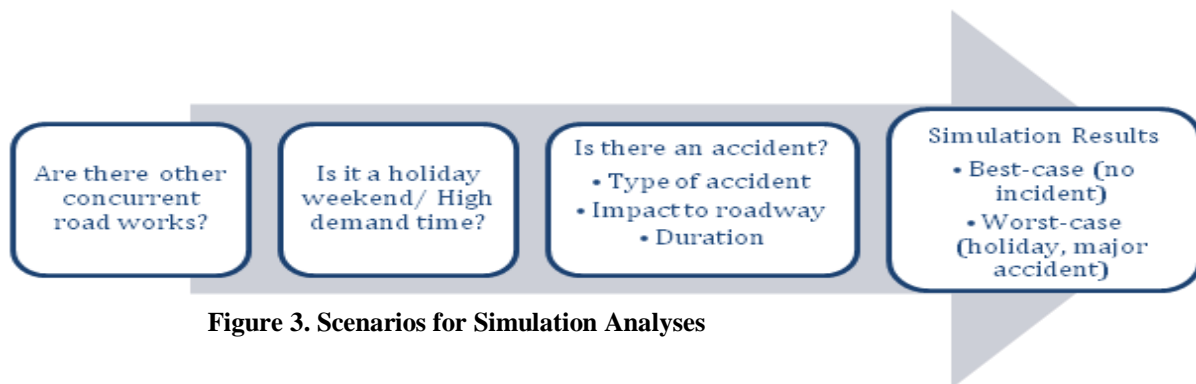 Are there other
concurrent
road works?
Is it a holiday
weekend/ High
demand time?
Is there an accident?
• Type of accident
• Impact to roadway
• Duration
Simulation Results
• Best-case (no
incident)
• Worst-case
(holiday, major
accident)
Figure 3. Scenarios for Simulation Analyses